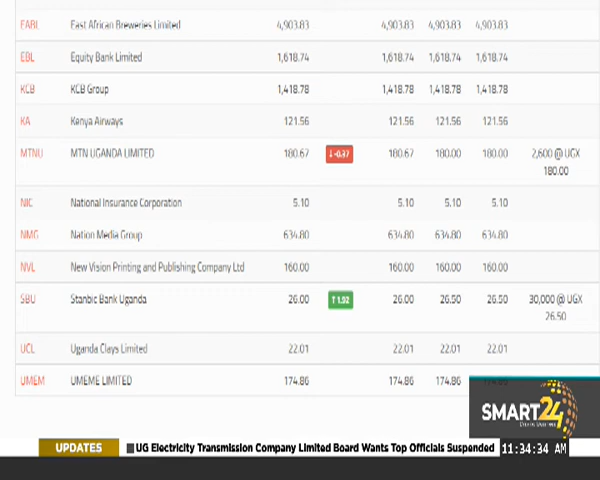 EABL East African Breweries Limited 4,903.83 4,903.83 4,903.83 4,903.83
EBL Equity Bank Limited 1,618.74 1,618.74 1,618.74 1,618.74
KCB KCB Group 1,418.78 1,418.78 1,418.78 1,418.78
KA Kenya Airways 121.56 121.56 121.56 121.56
MTNU MTN UGANDA LIMITED 180.67 ↓ -0.37 180.67 180.00 180.00 2,600 @ UGX
180.00
NIC National Insurance Corporation 5.10 5.10 5.10 5.10
NMG Nation Media Group 634.80 634.80 634.80 634.80
NVL New Vision Printing and Publishing Company Ltd 160.00 160.00 160.00 160.00
SBU Stanbic Bank Uganda 26.00 ↑ 1.92 26.00 26.50 26.50 30,000 @ UGX
26.50
UCL Uganda Clays Limited 22.01 22.01 22.01 22.01
UMEM UMEME LIMITED 174.86 174.86 174.86
SMART24
UPDATES UG Electricity Transmission Company Limited Board Wants Top Officials Suspended 11:34:34 AM